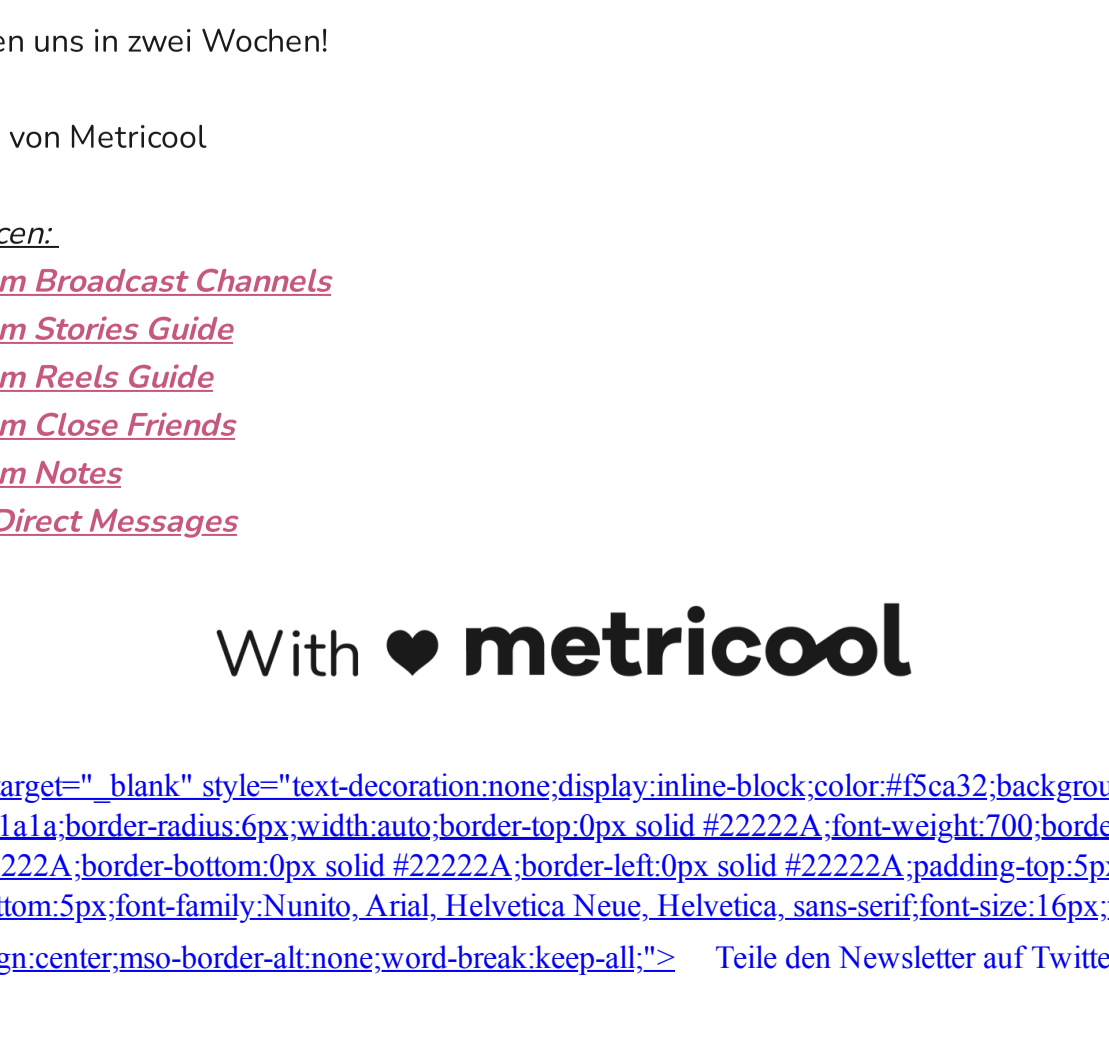 en uns in zwei Wochen!
von Metricool
cen:
m Broadcast Channels
m Stories Guide
m Reels Guide
m Close Friends
m Notes
Direct Messages
With ♥ metricool
target="_blank" style="text-decoration:none;display:inline-block;color:#f5ca32;backgrou
1a1a;border-radius:6px;width:auto;border-top:0px solid #22222A;font-weight:700;borde
222A;border-bottom:0px solid #22222A;border-left:0px solid #22222A;padding-top:5px
ttom:5px;font-family:Nunito, Arial, Helvetica Neue, Helvetica, sans-serif;font-size:16px;
gn:center;mso-border-alt:none;word-break:keep-all;"> Teile den Newsletter auf Twitte